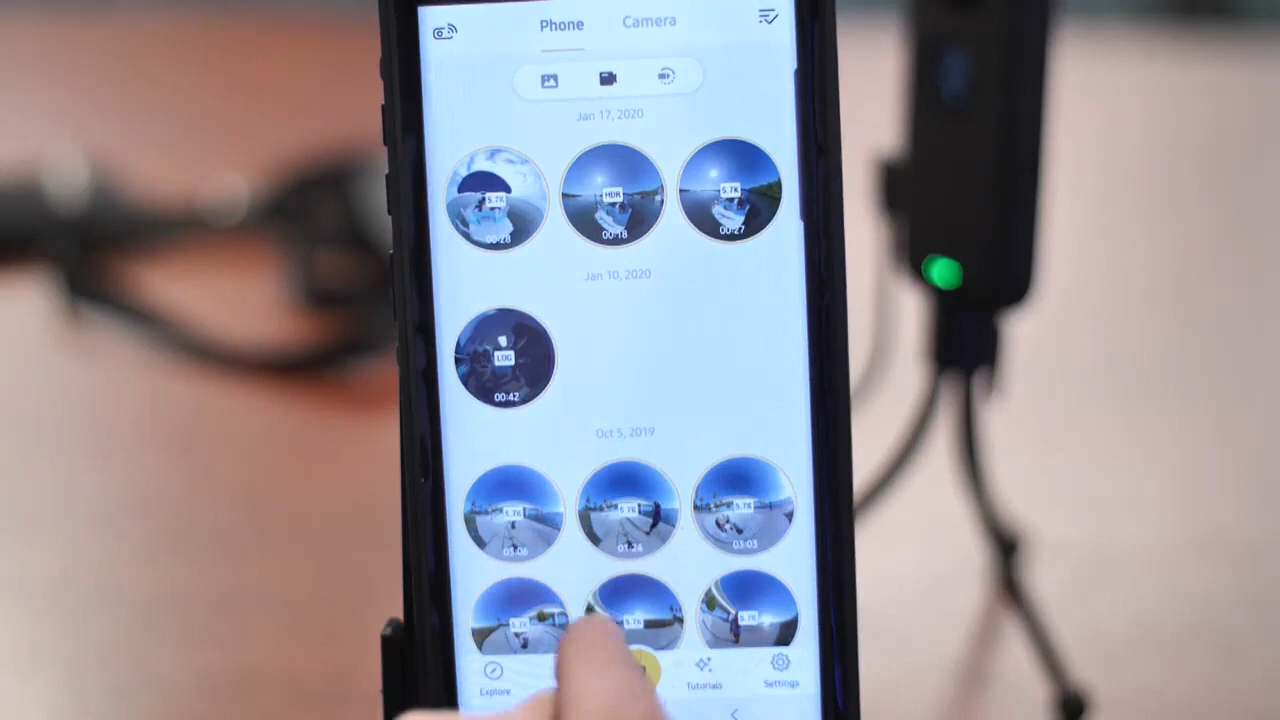 Phone Camera
Jan 17, 2020
5.7K HDR 5.7K
00:28 00:18 00:27
Jan 10, 2020
LOG
00:42
Oct 5, 2019
5.7K 5.7K 5.7K
03:06 01:24 03:03
5.7K 5.7K 5.7K
Explore Tutorials Settings